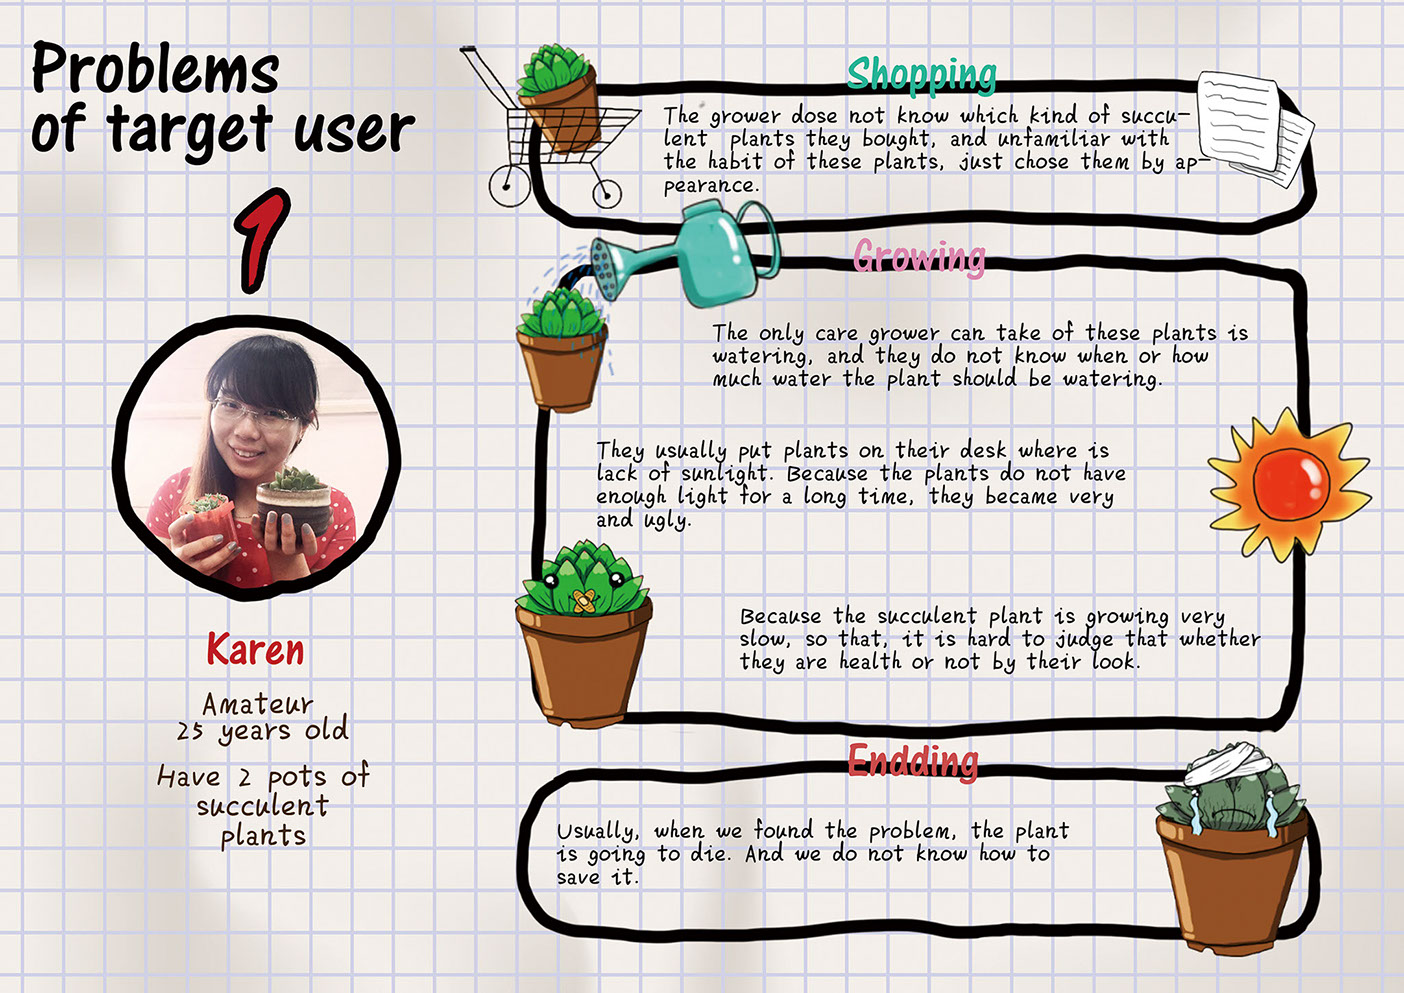 Problems
of target user
1
Karen
Amateur
25 years old
Have 2 pots of
succulent
plants
Shopping
The grower dose not know which kind of succu-
lent plants they bought, and unfamiliar with
the habit of these plants, just chose them by ap-
pearance.
Growing
The only care grower can take of these plants is
watering, and they do not know when or how
much water the plant should be watering.
They usually put plants on their desk where is
lack of sunlight. Because the plants do not have
enough light for a long time, they became very
and ugly.
Because the succulent plant is growing very
slow, so that, it is hard to judge that whether
they are health or not by their look.
Endding
Usually, when we found the problem, the plant
is going to die. And we do not know how to
save it.